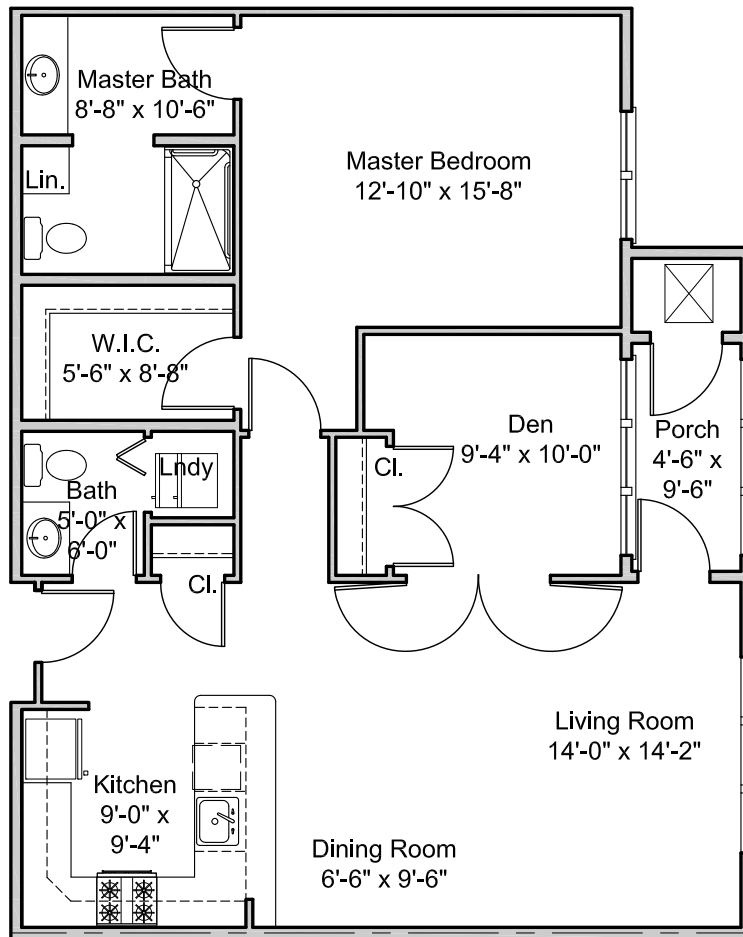 Master Bath
8'-8" x 10'-6"
Lin.
Master Bedroom
12'-10" x 15'-8"
W.I.C.
5'-6" x 8'-8"
Den
9'-4" x 10'-0"
Porch
4'-6" x
9'-6"
Cl.
Lndy
Bath
5'-0" x
6'-0"
Cl.
Living Room
14'-0" x 14'-2"
Kitchen
9'-0" x
9'-4"
Dining Room
6'-6" x 9'-6"